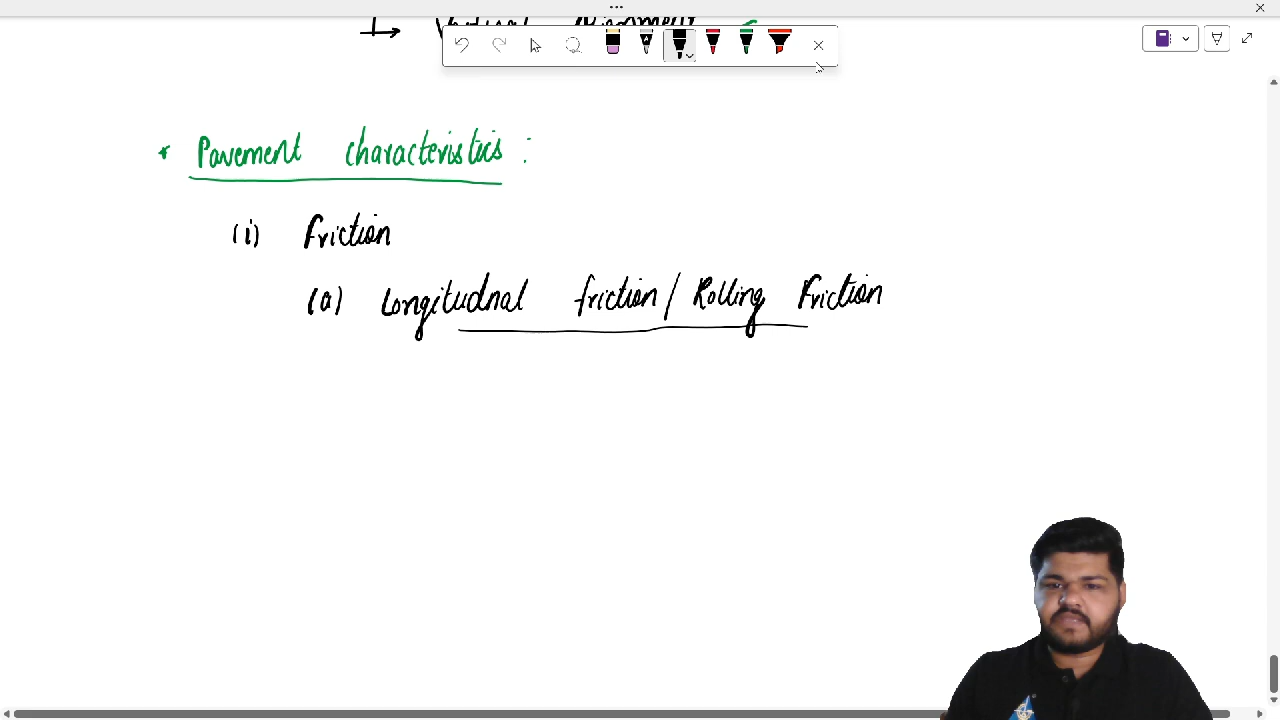 * Pavement characteristics :
(i) Friction
(a) Longitudnal friction / Rolling Friction